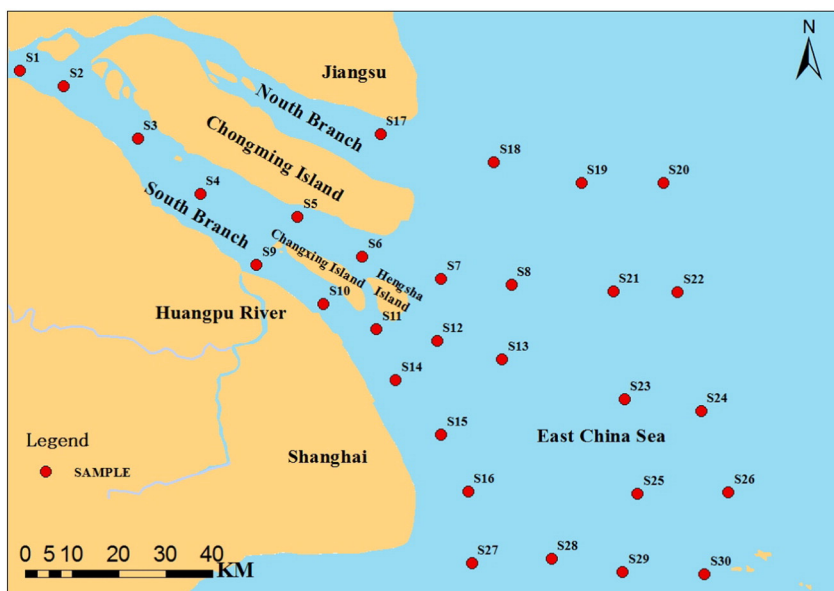 N
S1
S2
Jiangsu
Nouth Branch
S17
S3
Chongming Island
S18
S19
S20
S4
South Branch
S5
S6
S9
Changxing Island
Hengsha
Island
S7
S8
S21
S22
Huangpu River
S10
S11
S12
S13
S14
S23
S24
Legend
SAMPLE
Shanghai
S15
East China Sea
S16
S25
S26
S27
S28
S29
S30
0 5 10 20 30 40
KM